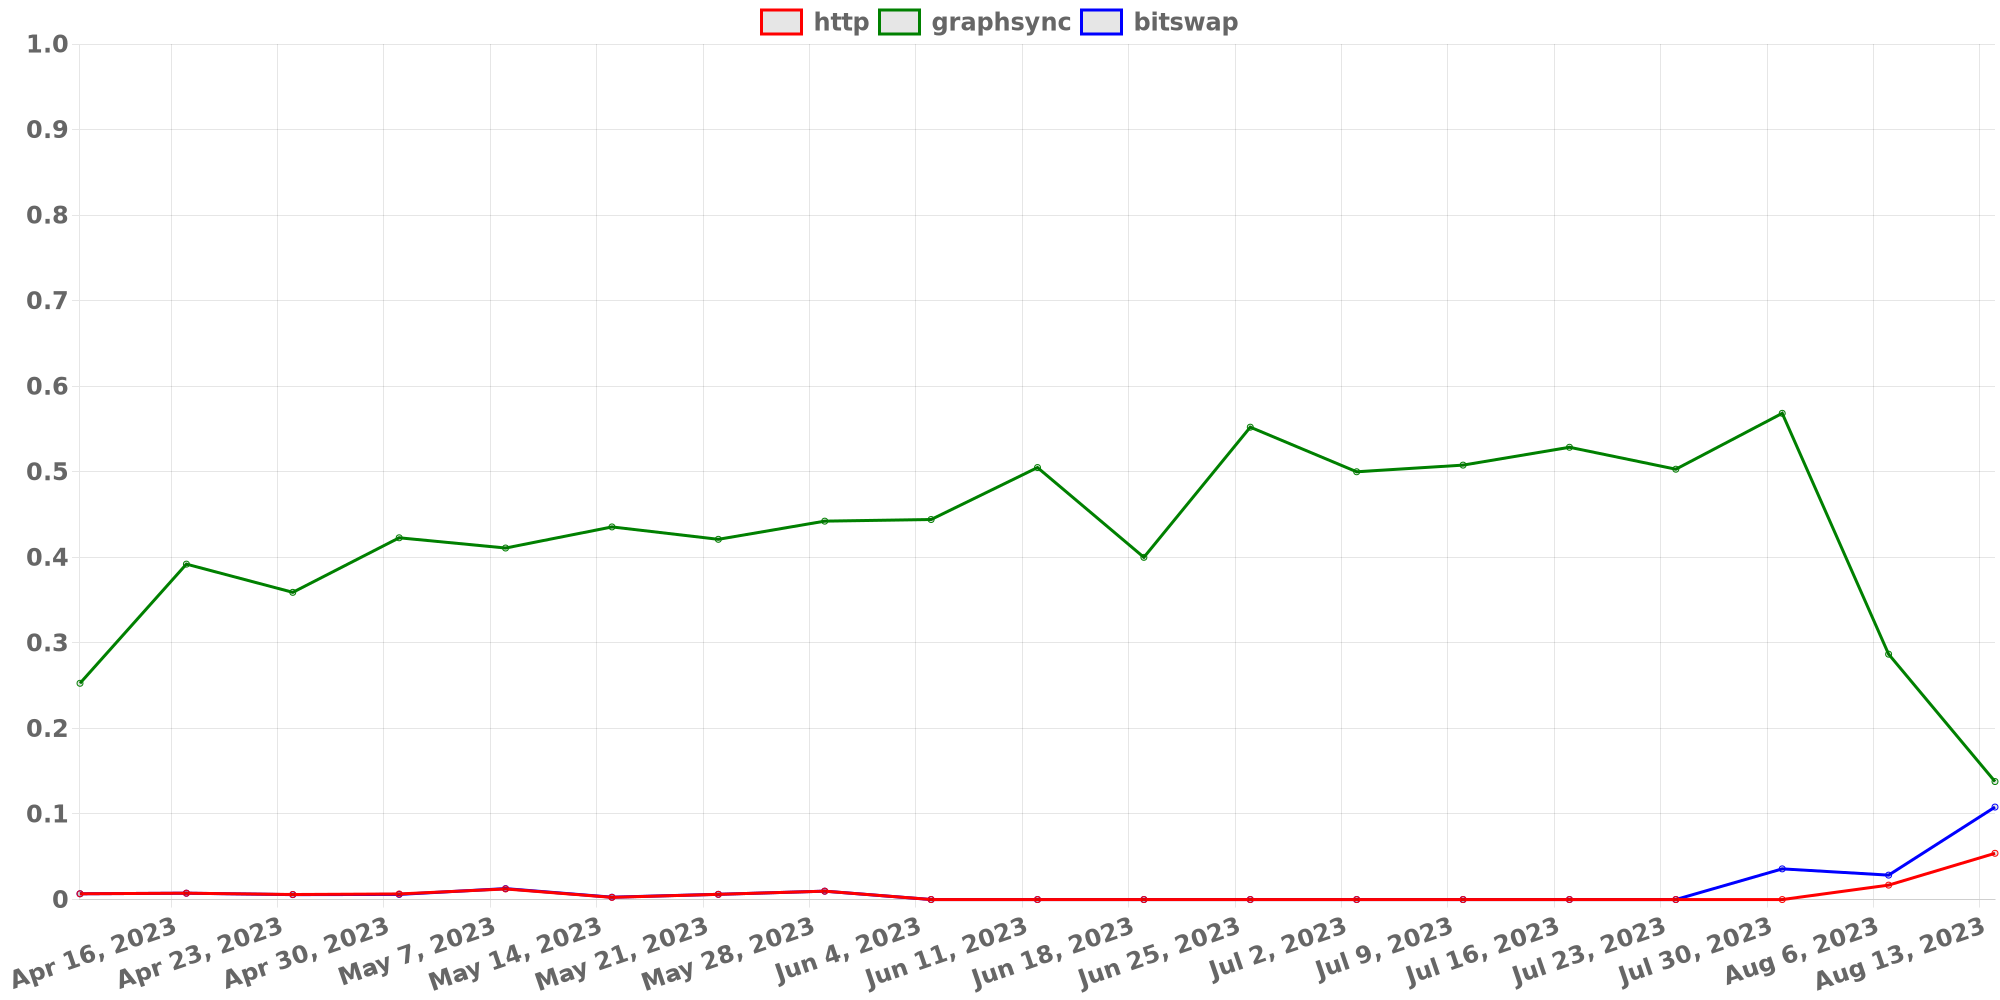 http graphsync bitswap
1.0
0.9
0.8
0.7
0.6
0.5
0.4
0.3
0.2
0.1
0
Apr 16, 2023
Apr 23, 2023
Apr 30, 2023
May 7, 2023
May 14, 2023
May 21, 2023
May 28, 2023
Jun 4, 2023
Jun 11, 2023
Jun 18, 2023
Jun 25, 2023
Jul 2, 2023
Jul 9, 2023
Jul 16, 2023
Jul 23, 2023
Jul 30, 2023
Aug 6, 2023
Aug 13, 2023